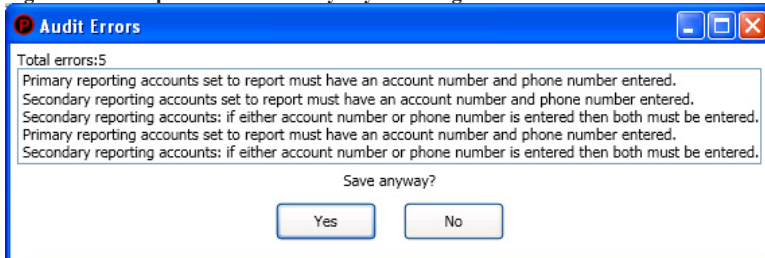 Audit Errors
Total errors:5
Primary reporting accounts set to report must have an account number and phone number entered.
Secondary reporting accounts set to report must have an account number and phone number entered.
Secondary reporting accounts: if either account number or phone number is entered then both must be entered.
Primary reporting accounts set to report must have an account number and phone number entered.
Secondary reporting accounts: if either account number or phone number is entered then both must be entered.
Save anyway?
Yes
No